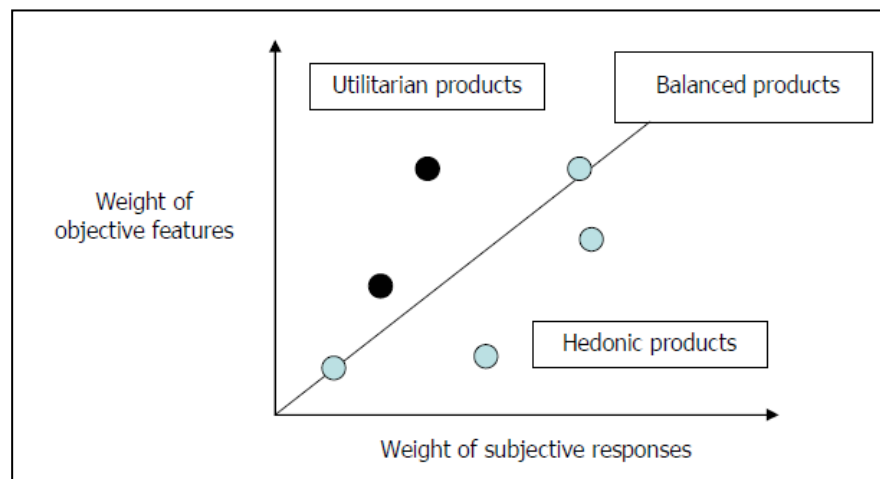 Utilitarian products
Balanced products
Weight of
objective features
Hedonic products
Weight of subjective responses